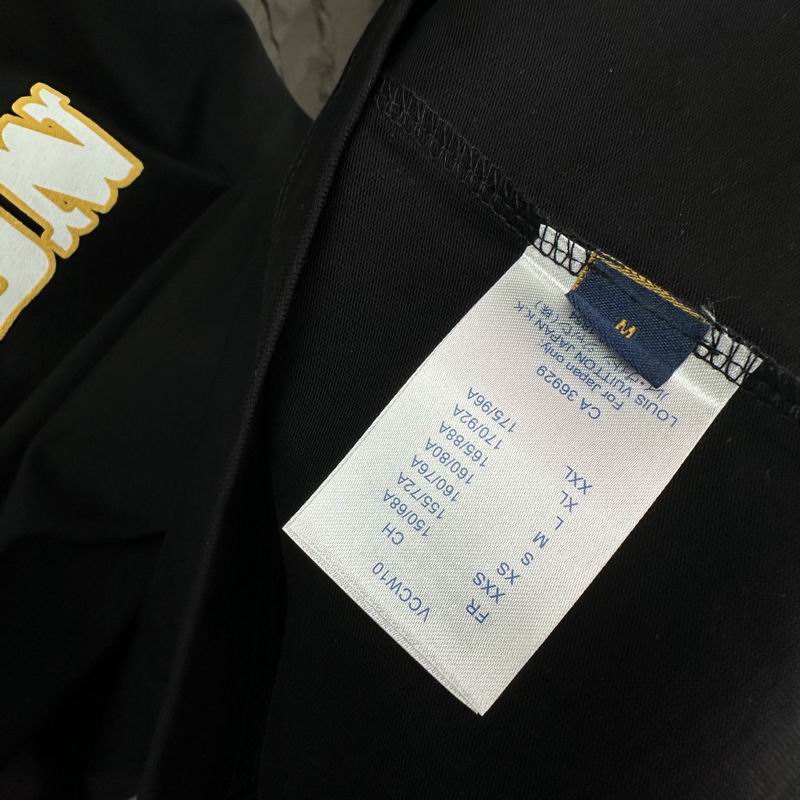 VCCW10
FR CH
XXS 150/68A
XS 155/72A
S 160/76A
M 160/80A
L 165/88A
XL 170/92A
XXL 175/96A
CA 36929
For Japan only.
LOUIS VUITTON JAPAN K.K.
M